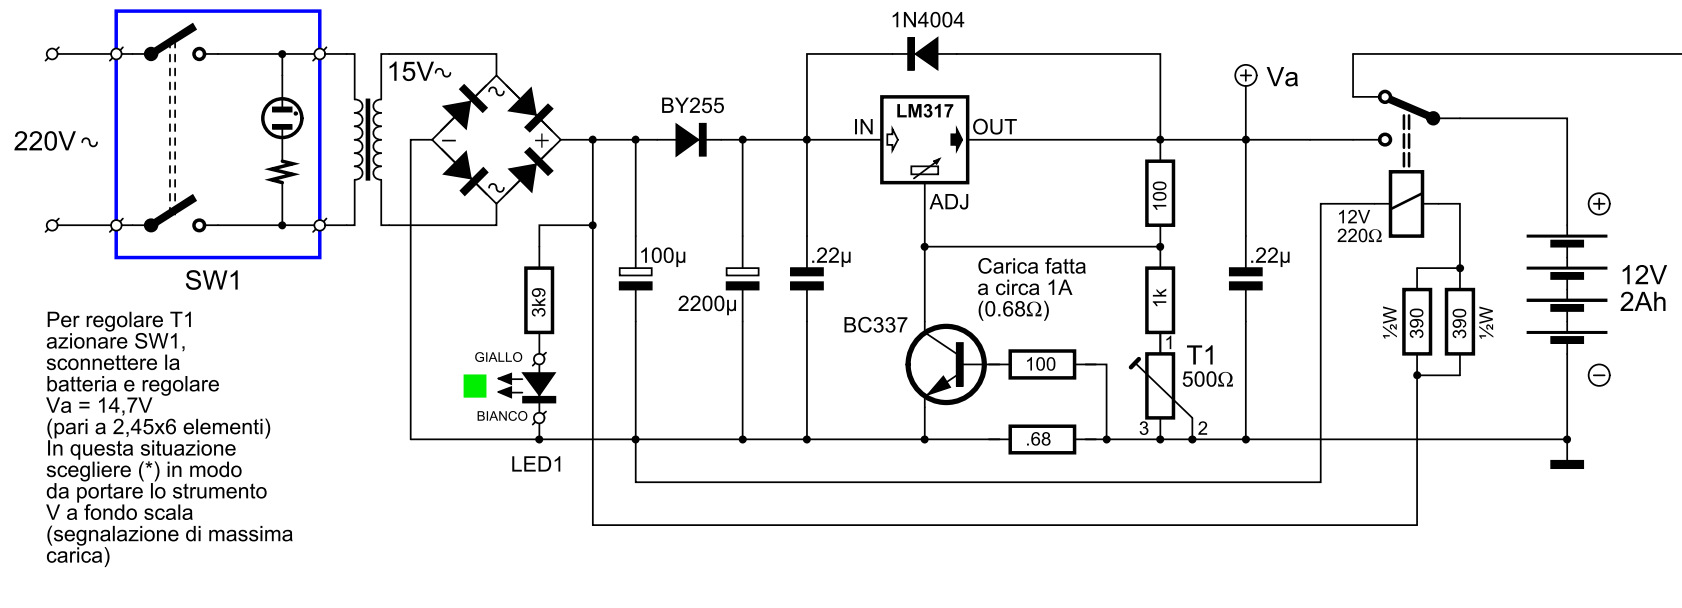 1N4004
15V~
Va
BY255
LM317
IN
OUT
220V~
ADJ
100
12V
220Ω
SW1
100µ
2200µ
.22µ
Carica fatta
a circa 1A
(0.68Ω)
1k
.22µ
12V
2Ah
3k9
BC337
½W
390
390
½W
Per regolare T1
azionare SW1,
sconnettere la
batteria e regolare
Va = 14,7V
(pari a 2,45x6 elementi)
In questa situazione
scegliere (*) in modo
da portare lo strumento
V a fondo scala
(segnalazione di massima
carica)
GIALLO
BIANCO
LED1
100
1
T1
500Ω
3
2
.68